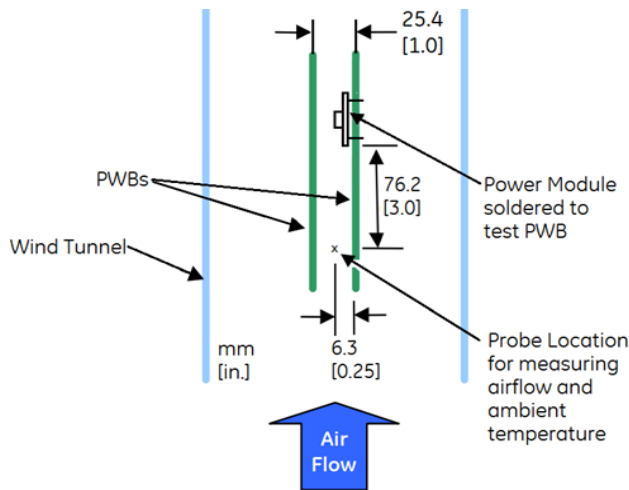 25.4
[1.0]
PWBs
76.2
[3.0]
Power Module
soldered to
test PWB
Wind Tunnel
x
Probe Location
for measuring
airflow and
ambient
temperature
mm
[in.]
6.3
[0.25]
Air
Flow